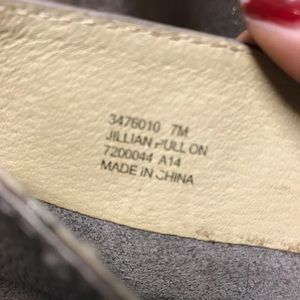 3476010 7M
JILLIAN PULL ON
7200044 A14
MADE IN CHINA